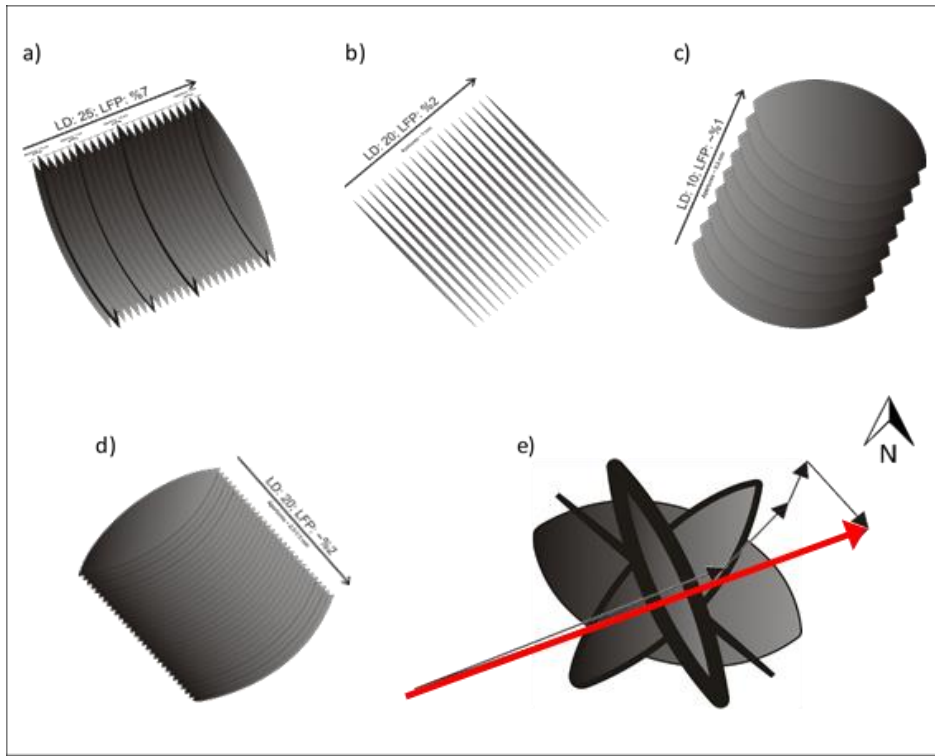 a)
LD: 25; LFP: %7
b)
LD: 20; LFP: %2
c)
LD: 10; LFP: ~%1
d)
LD: 20; LFP: ~%2
e)
N